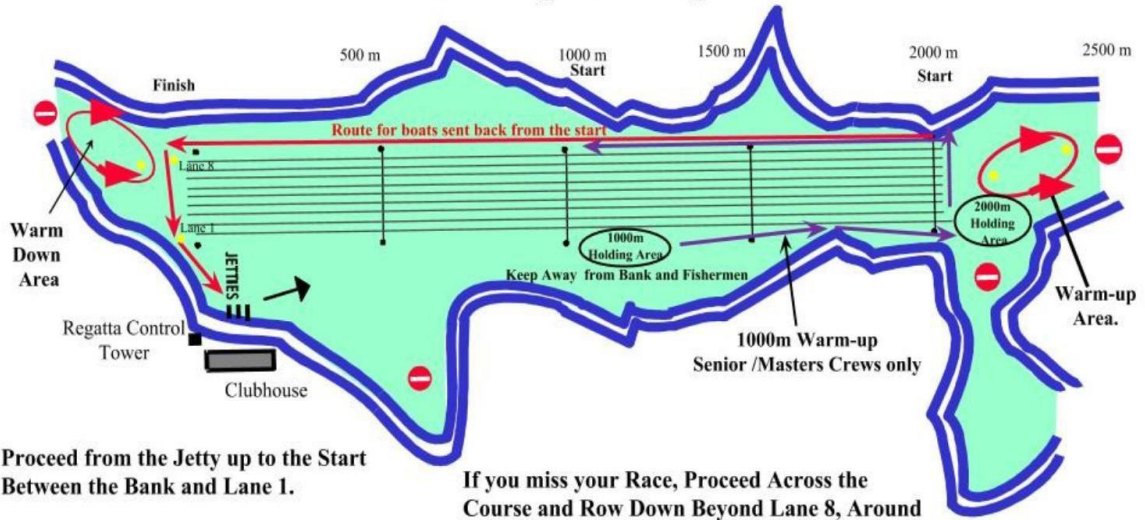 500 m
1000 m
Start
1500 m
2000 m
Start
2500 m
Finish
Route for boats sent back from the start
Lane 8
Lane 1
Warm
Down
Area
JETTIES
1000m
Holding Area
2000m
Holding
Area
Keep Away from Bank and Fishermen
Warm-up
Area.
Regatta Control
Tower
Clubhouse
1000m Warm-up
Senior /Masters Crews only
Proceed from the Jetty up to the Start
Between the Bank and Lane 1.
If you miss your Race, Proceed Across the
Course and Row Down Beyond Lane 8, Around